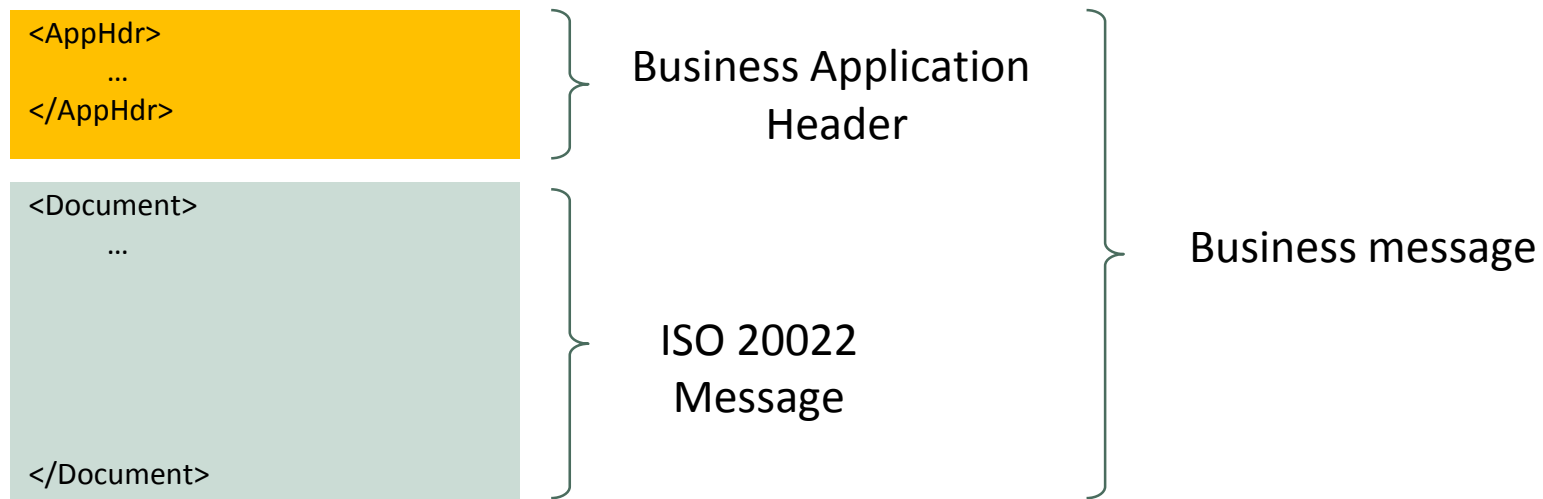 <AppHdr>
...
</AppHdr>
Business Application
Header
<Document>
...
</Document>
ISO 20022
Message
Business message